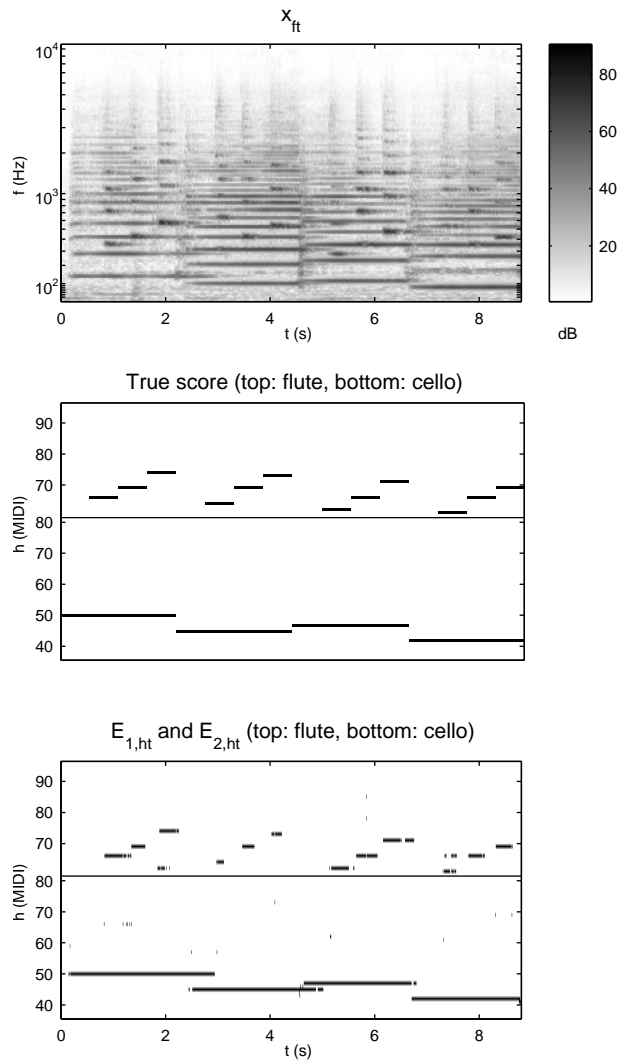 x_ft
10^4
10^3
10^2
f (Hz)
0 2 4 6 8
t (s)
80
60
40
20
dB
True score (top: flute, bottom: cello)
90
80
70
80
70
60
50
40
h (MIDI)
E_1,ht and E_2,ht (top: flute, bottom: cello)
90
80
70
80
70
60
50
40
h (MIDI)
0 2 4 6 8
t (s)